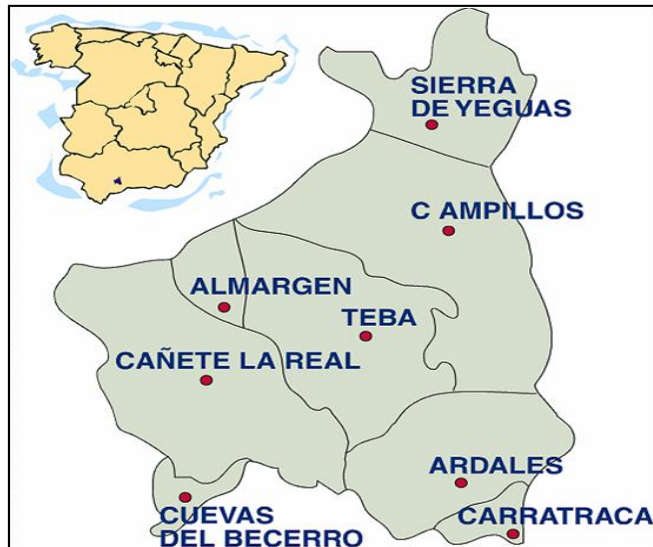 SIERRA
DE YEGUAS
C AMPILLOS
ALMARGEN
TEBA
CAÑETE LA REAL
ARDALES
CUEVAS
DEL BECERRO
CARRATRACA